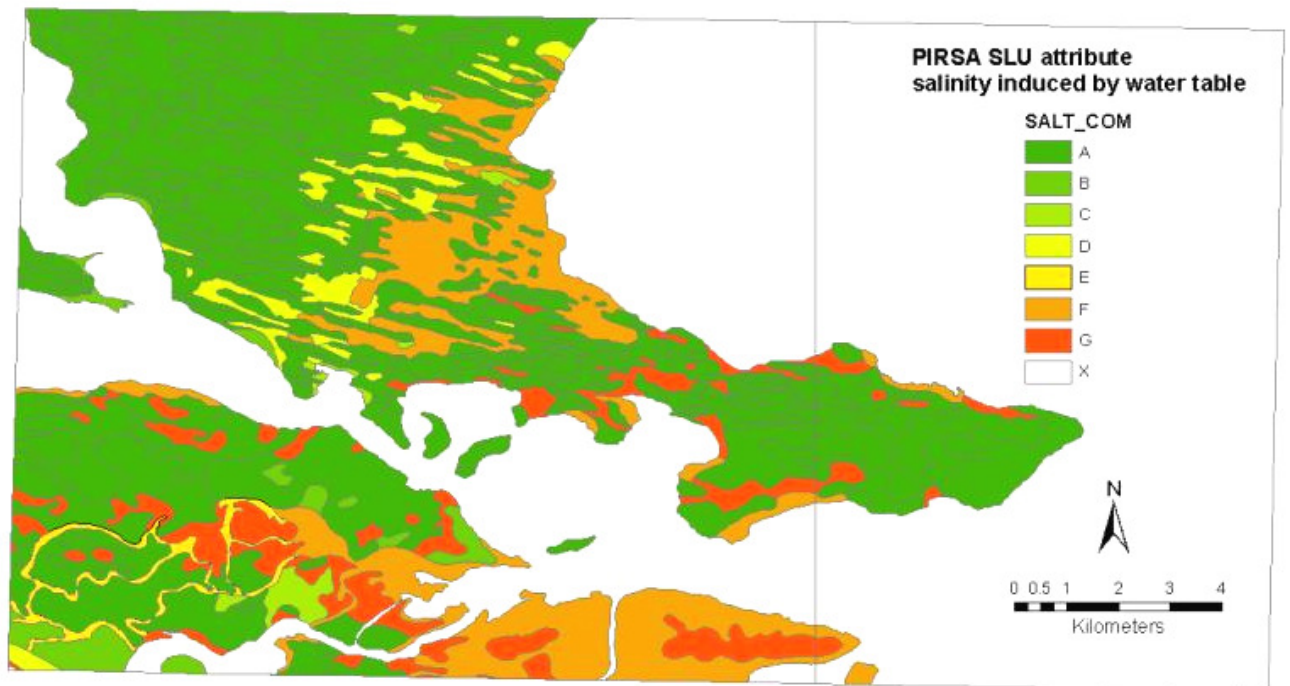 PIRSA SLU attribute
salinity induced by water table
SALT_COM
A
B
C
D
E
F
G
X
N
0 0.5 1 2 3 4
Kilometers